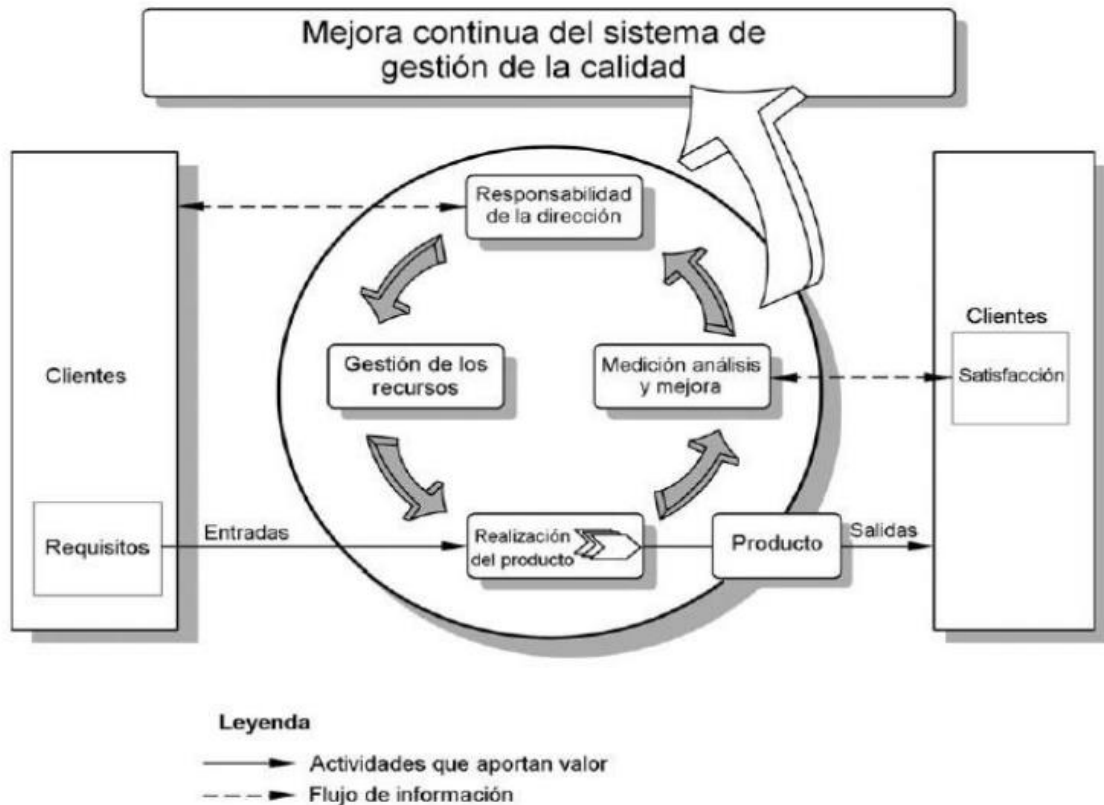 Mejora continua del sistema de
gestión de la calidad
Responsabilidad
de la dirección
Clientes
Gestión de los
recursos
Medición análisis
y mejora
Clientes
Satisfacción
Requisitos
Entradas
Realización
del producto
Producto
Salidas
Leyenda
Actividades que aportan valor
Flujo de información